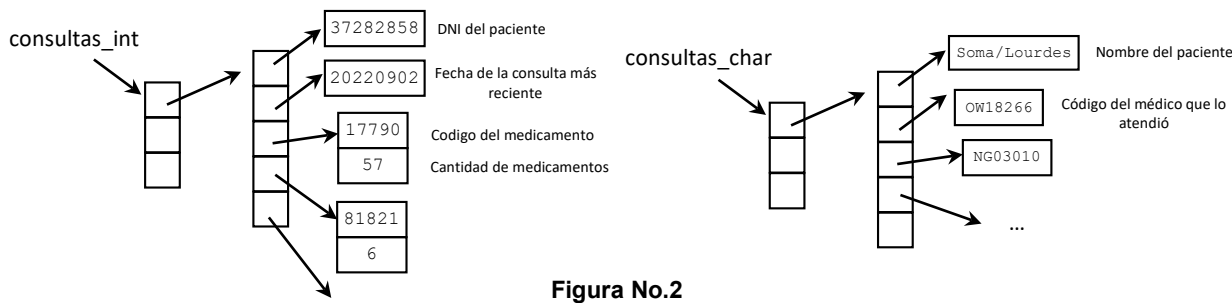 consultas_int
37282858
DNI del paciente
20220902
Fecha de la consulta más
reciente
17790
Codigo del medicamento
57
Cantidad de medicamentos
81821
6
consultas_char
Soma/Lourdes
Nombre del paciente
OW18266
Código del médico que lo
atendió
NG03010
...
Figura No.2